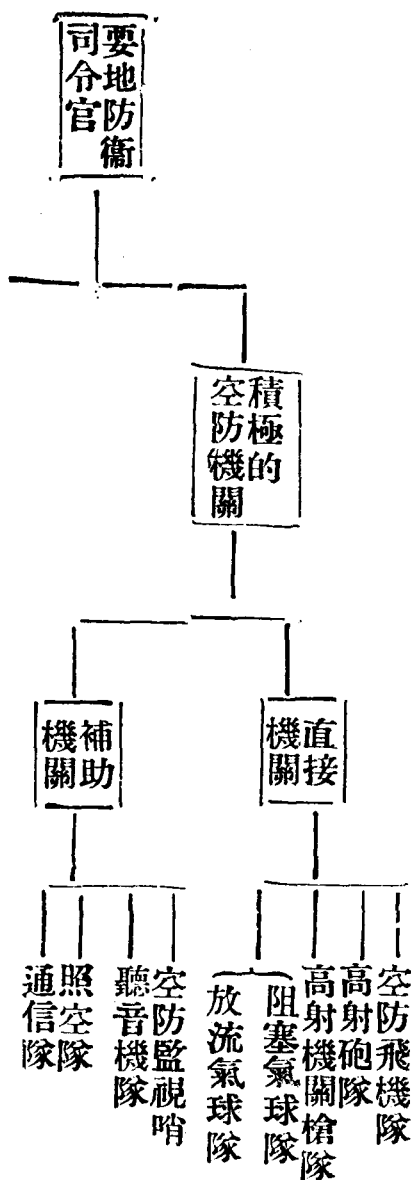 要地防衞
司令官
積極的
空防機關
直接
機關
補助
機關
空防飛機隊
高射砲隊
高射機關槍隊
阻塞氣球隊
放流氣球隊
空防監視哨
聽音機隊
照空隊
通信隊